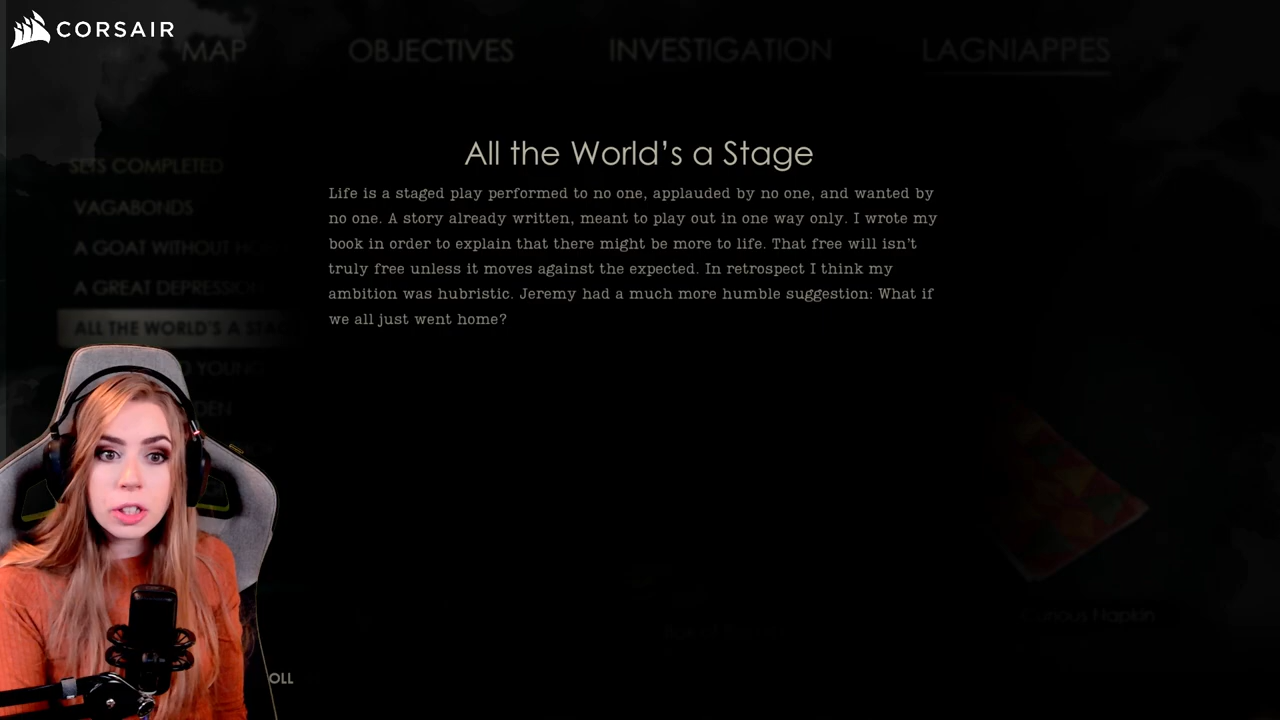 CORSAIR
MAP
OBJECTIVES
INVESTIGATION
LAGNIAPPES
All the World's a Stage
Life is a staged play performed to no one, applauded by no one, and wanted by
no one. A story already written, meant to play out in one way only. I wrote my
book in order to explain that there might be more to life. That free will isn't
truly free unless it moves against the expected. In retrospect I think my
ambition was hubristic. Jeremy had a much more humble suggestion: What if
we all just went home?
SETS COMPLETED
VAGABONDS
A GOAT WITHOUT
A GREAT DEPRESSION
ALL THE WORLD'S A STAG
YOUNG
Curious Napkin
OLL